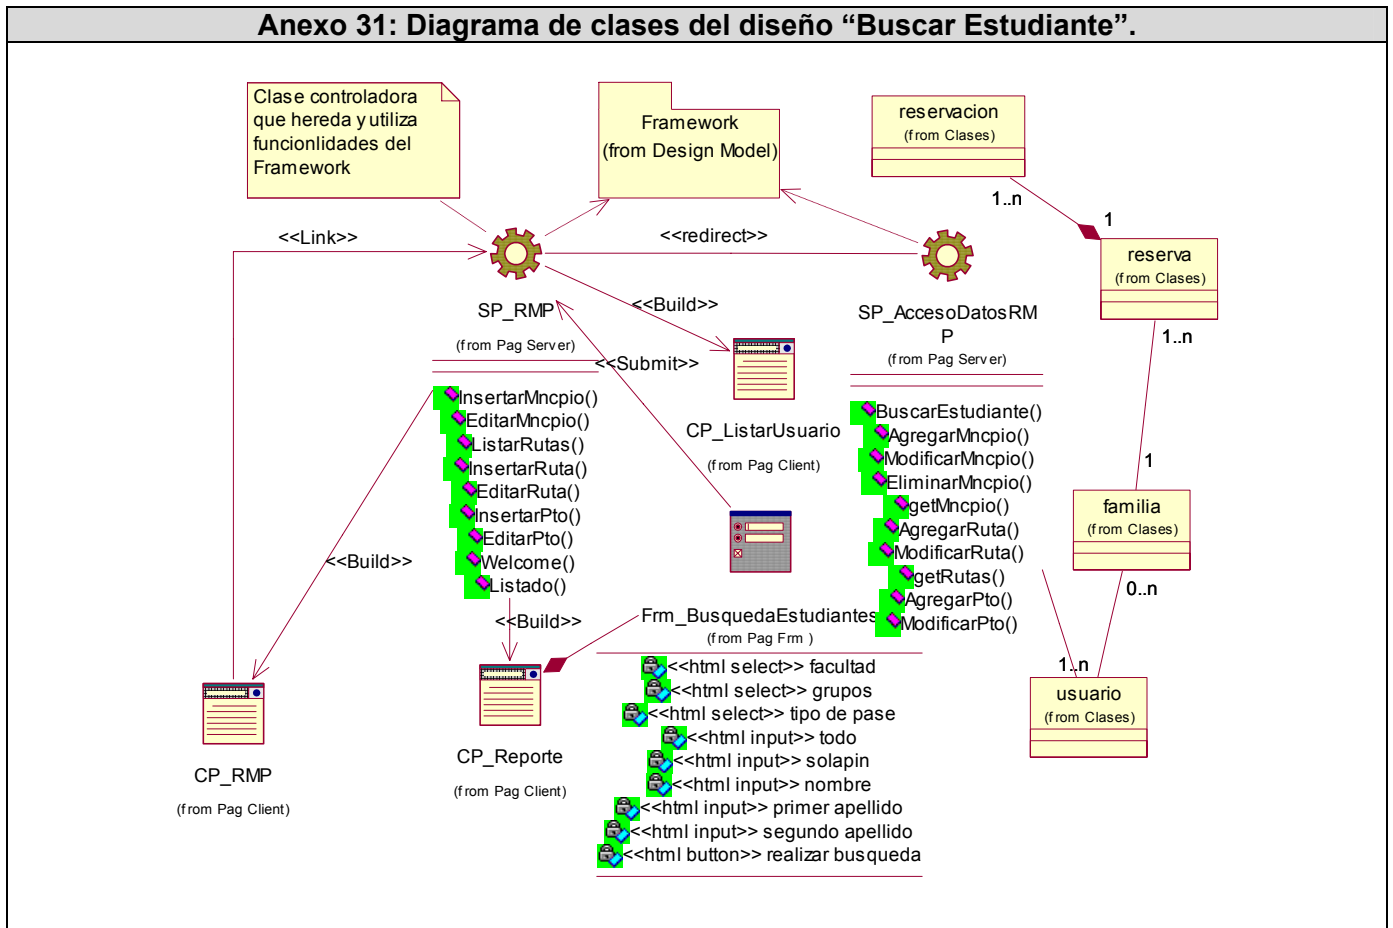 Anexo 31: Diagrama de clases del diseño “Buscar Estudiante”.
Clase controladora
que hereda y utiliza
funcionlidades del
Framework
Framework
(from Design Model)
reservacion
(from Clases)
1..n
1
reserva
(from Clases)
1..n
<<Link>>
<<redirect>>
<<Build>>
SP_RMP
(from Pag Server)
<<Submit>>
InsertarMncpio()
EditarMncpio()
ListarRutas()
InsertarRuta()
EditarRuta()
InsertarPto()
EditarPto()
Welcome()
Listado()
CP_ListarUsuario
(from Pag Client)
SP_AccesoDatosRM
P
(from Pag Server)
BuscarEstudiante()
AgregarMncpio()
ModificarMncpio()
EliminarMncpio()
getMncpio()
AgregarRuta()
ModificarRuta()
getRutas()
AgregarPto()
ModificarPto()
1
familia
(from Clases)
0..n
1..n
usuario
(from Clases)
<<Build>>
<<Build>>
CP_RMP
(from Pag Client)
CP_Reporte
(from Pag Client)
Frm_BusquedaEstudiantes
(from Pag Frm )
<<html select>> facultad
<<html select>> grupos
<<html select>> tipo de pase
<<html input>> todo
<<html input>> solapin
<<html input>> nombre
<<html input>> primer apellido
<<html input>> segundo apellido
<<html button>> realizar busqueda